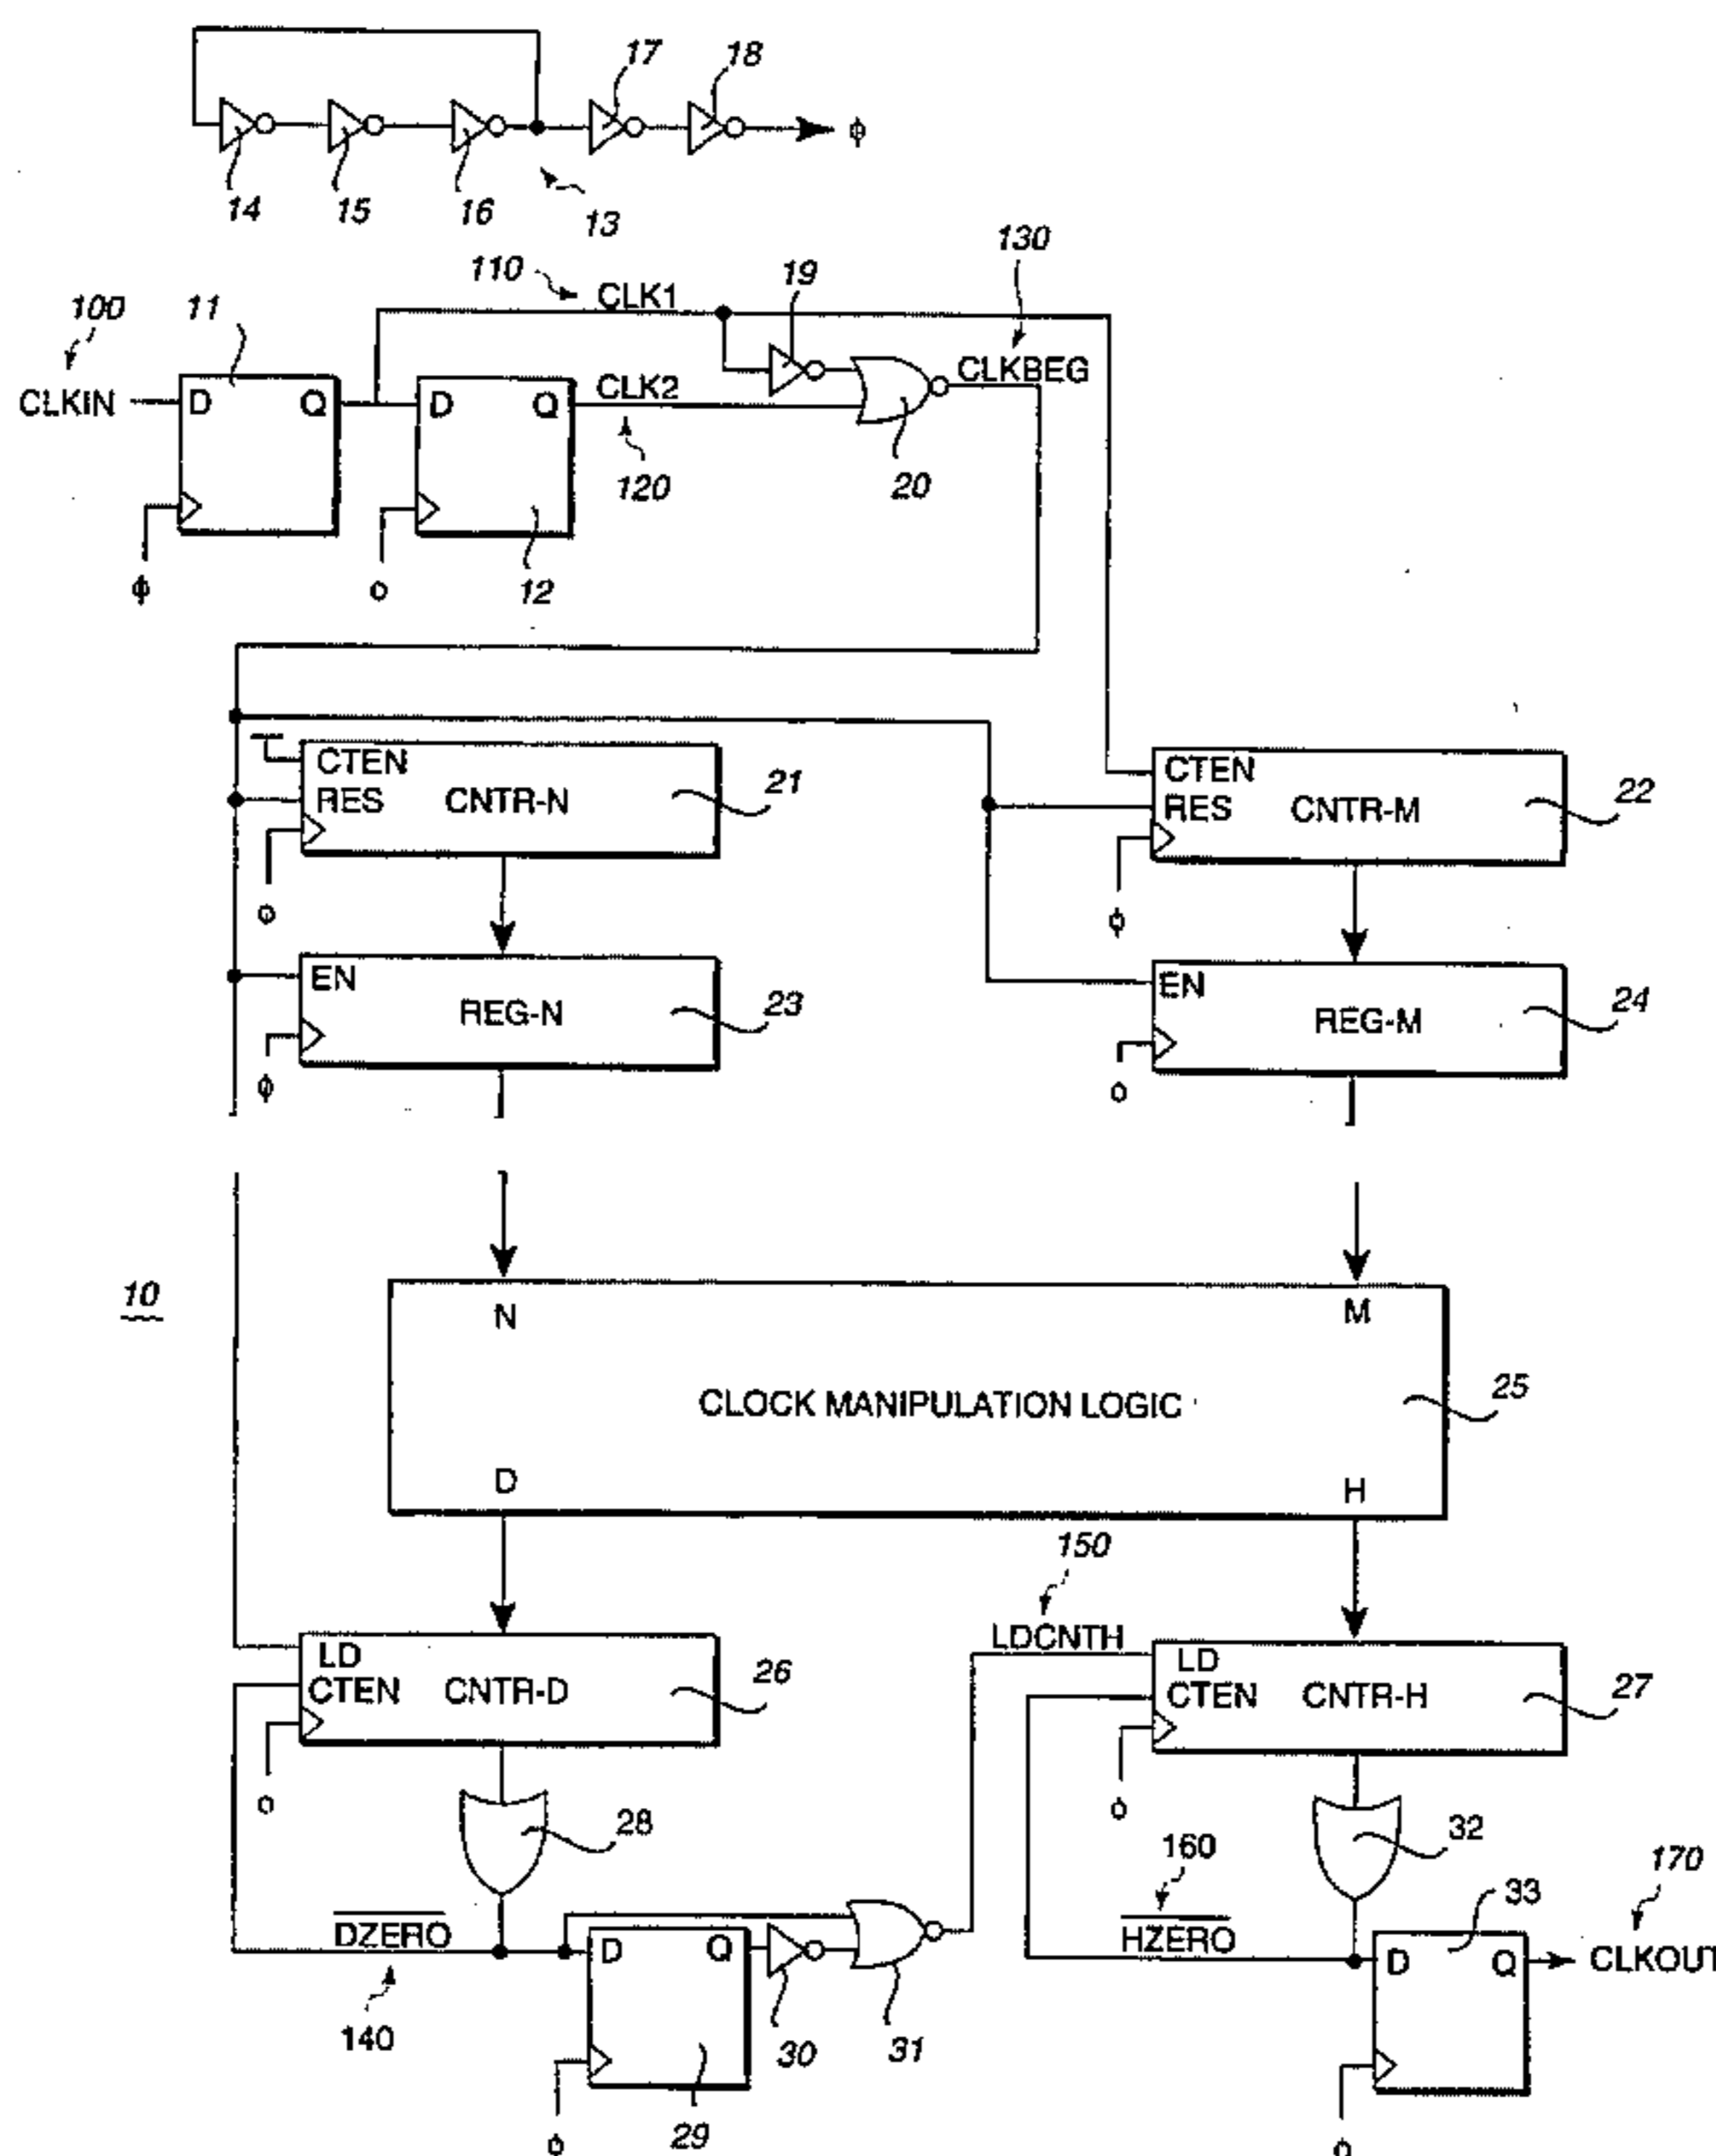 17 18
ϕ
14 15 16 13
110 CLK1 19 130
100 11 CLKBEG
CLKIN D Q D Q CLK2
120 20
ϕ ϕ 12
CTEN CTEN
RES CNTR-N 21 RES CNTR-M 22
ϕ ϕ
EN EN
REG-N 23 REG-M 24
ϕ ϕ
10
N M
CLOCK MANIPULATION LOGIC 25
D H
150
LDCNTH
LD LD
CTEN CNTR-D 26 CTEN CNTR-H 27
ϕ ϕ
28 32
160 170
DZERO HZERO 33
D Q D Q CLKOUT
140 30 31
ϕ 29 ϕ